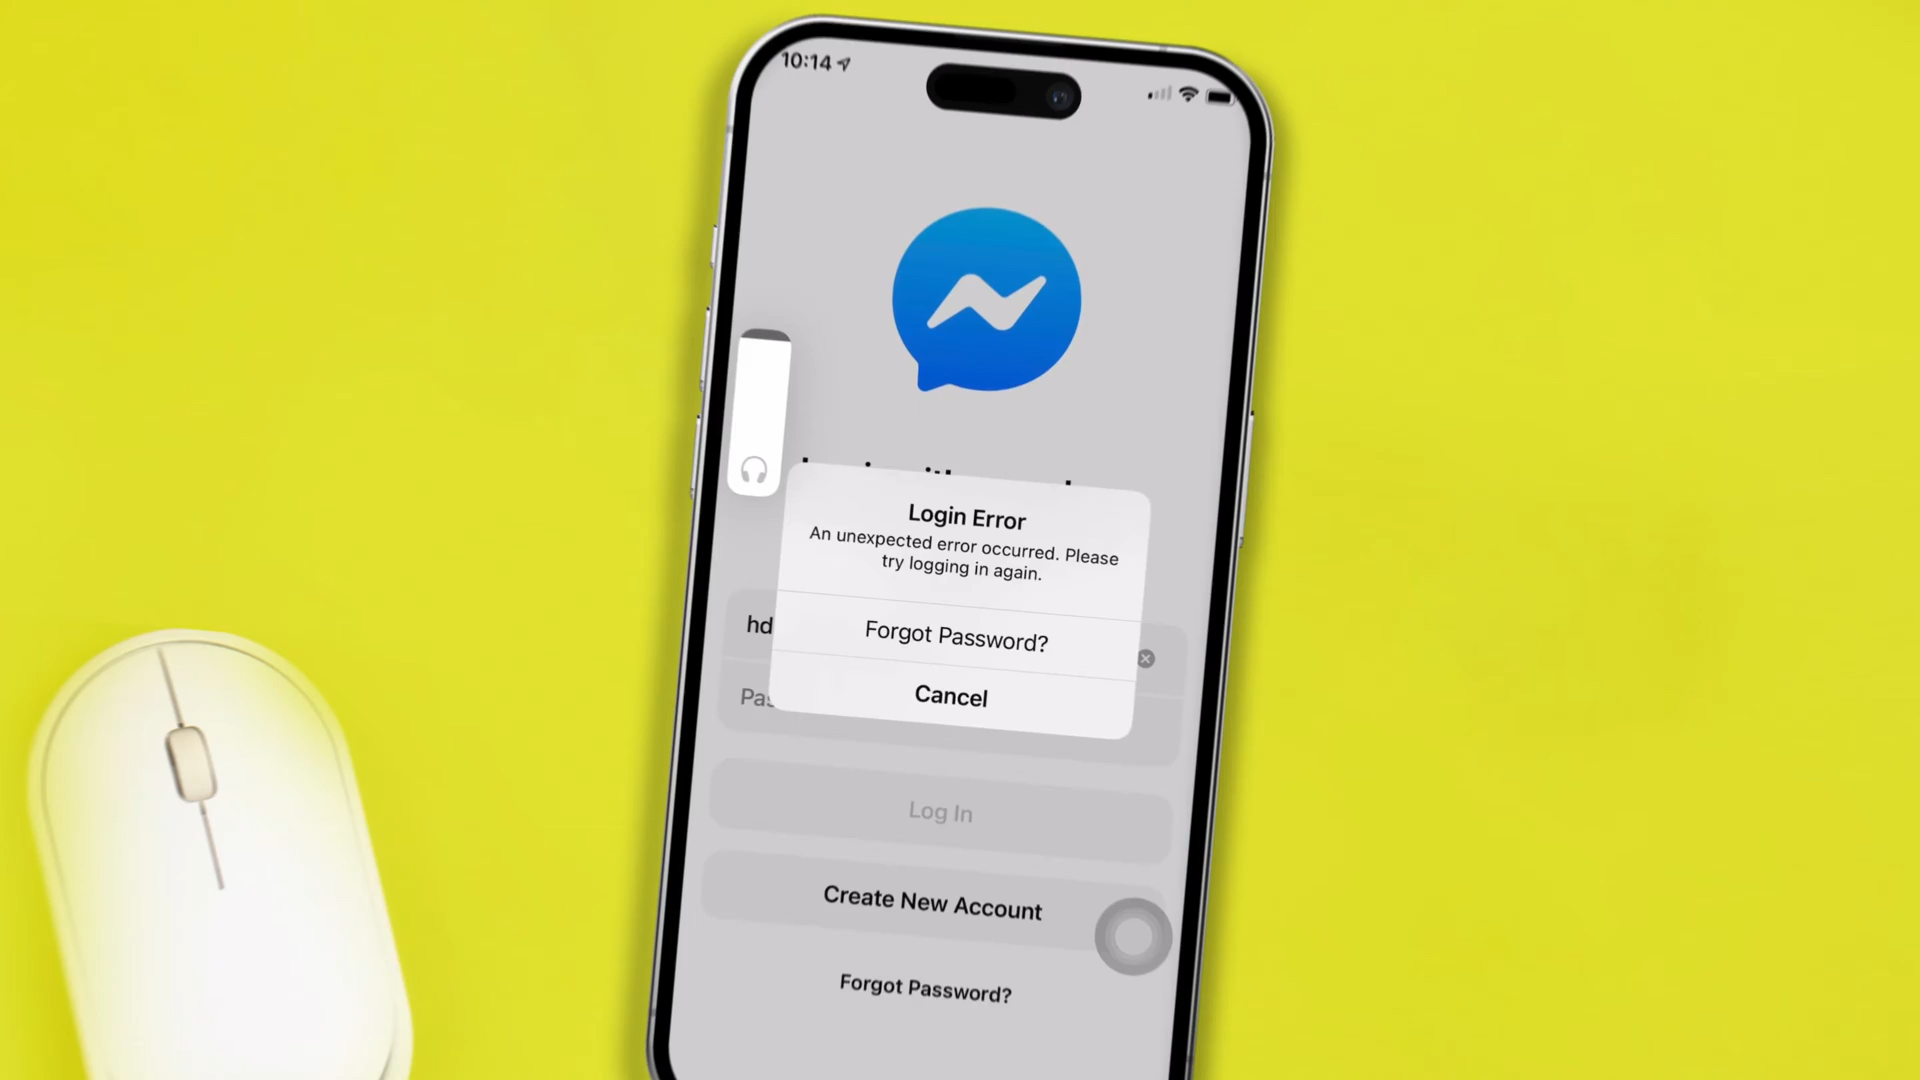 10:14
Login Error
An unexpected error occurred. Please
try logging in again.
hd
Forgot Password?
Pas
Cancel
Log In
Create New Account
Forgot Password?